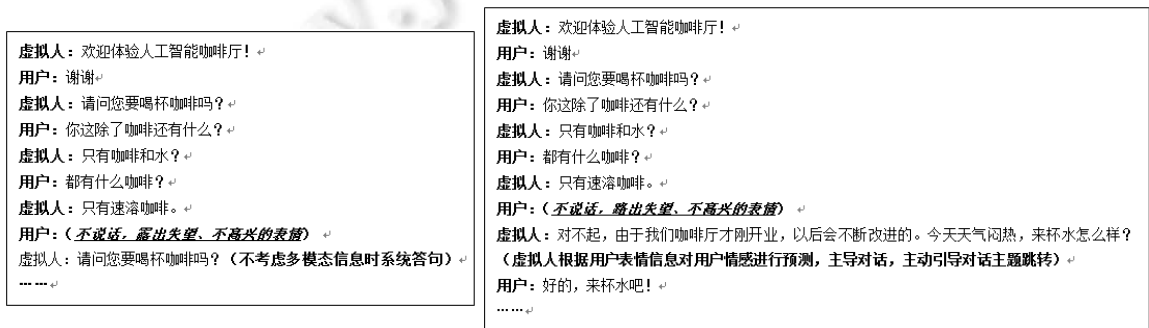 虚拟人：欢迎体验人工智能咖啡厅！
用户：谢谢
虚拟人：请问您要喝杯咖啡吗？
用户：你这除了咖啡还有什么？
虚拟人：只有咖啡和水？
用户：都有什么咖啡？
虚拟人：只有速溶咖啡。
用户：（不说话，露出失望、不高兴的表情）
虚拟人：请问您要喝杯咖啡吗？（不考虑多模态信息时系统答句）
……
虚拟人：欢迎体验人工智能咖啡厅！
用户：谢谢
虚拟人：请问您要喝杯咖啡吗？
用户：你这除了咖啡还有什么？
虚拟人：只有咖啡和水？
用户：都有什么咖啡？
虚拟人：只有速溶咖啡。
用户：（不说话，露出失望、不高兴的表情）
虚拟人：对不起，由于我们咖啡厅才刚开业，以后会不断改进的。今天天气闷热，来杯水怎么样？
（虚拟人根据用户表情信息对用户情感进行预测，主导对话，主动引导对话主题跳转）
用户：好的，来杯水吧！
……